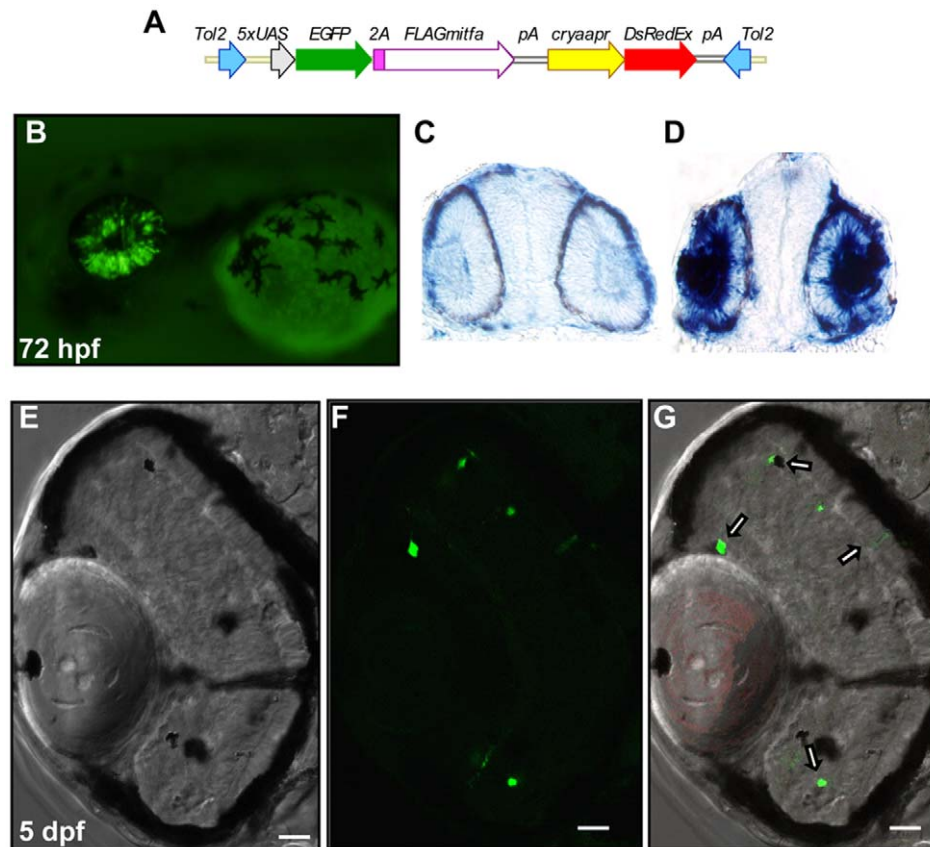 A
Tol2 5xUAS EGFP 2A FLAGmitfa pA cryaapr DsRedEx pA Tol2
B
72 hpf
C
D
E
5 dpf
F
G